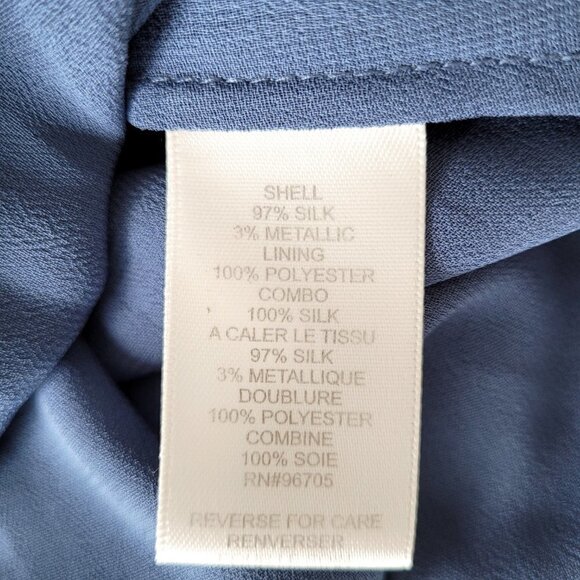 SHELL
97% SILK
3% METALLIC
LINING
100% POLYESTER
COMBO
100% SILK
A CALER LE TISSU
97% SILK
3% METALLIQUE
DOUBLURE
100% POLYESTER
COMBINE
100% SOIE
RN#96705
REVERSE FOR CARE
RENVERSER